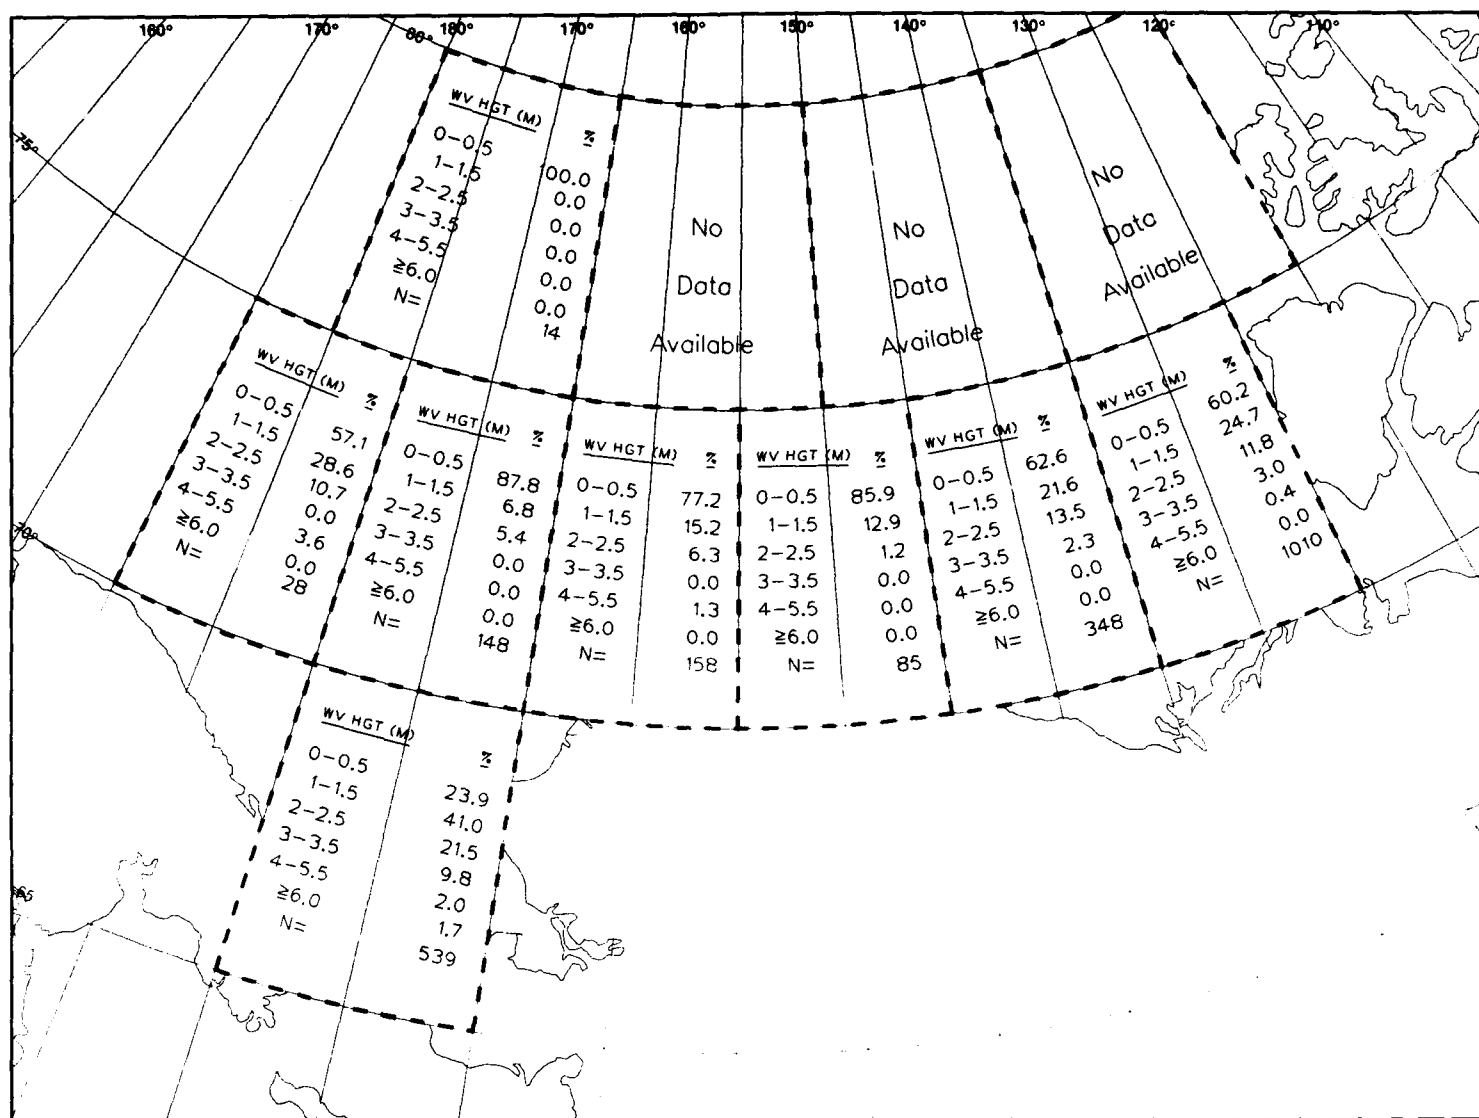 160° 170° 180° 170° 160° 150° 140° 130° 120° 110°
80°
75°
70°
65
WV HGT (M) %
0-0.5 00.0
1-1.5 0.0
2-2.5 0.0
3-3.5 0.0
4-5.5 0.0
≥6.0 0.0
N= 14
No
Data
Available
No
Data
Available
No
Data
Available
WV HGT (M) %
0-0.5 57.1
1-1.5 28.6
2-2.5 10.7
3-3.5 0.0
4-5.5 3.6
≥6.0 0.0
N= 28
WV HGT (M) %
0-0.5 87.8
1-1.5 6.8
2-2.5 5.4
3-3.5 0.0
4-5.5 0.0
≥6.0 0.0
N= 148
WV HGT (M) %
0-0.5 77.2
1-1.5 15.2
2-2.5 6.3
3-3.5 0.0
4-5.5 1.3
≥6.0 0.0
N= 158
WV HGT (M) %
0-0.5 85.9
1-1.5 12.9
2-2.5 1.2
3-3.5 0.0
4-5.5 0.0
≥6.0 0.0
N= 85
WV HGT (M) %
0-0.5 62.6
1-1.5 21.6
2-2.5 13.5
3-3.5 2.3
4-5.5 0.0
≥6.0 0.0
N= 348
WV HGT (M) %
0-0.5 60.2
1-1.5 24.7
2-2.5 11.8
3-3.5 3.0
4-5.5 0.4
≥6.0 0.0
N= 1010
WV HGT (M) %
0-0.5 23.9
1-1.5 41.0
2-2.5 21.5
3-3.5 9.8
4-5.5 2.0
≥6.0 1.7
N= 539